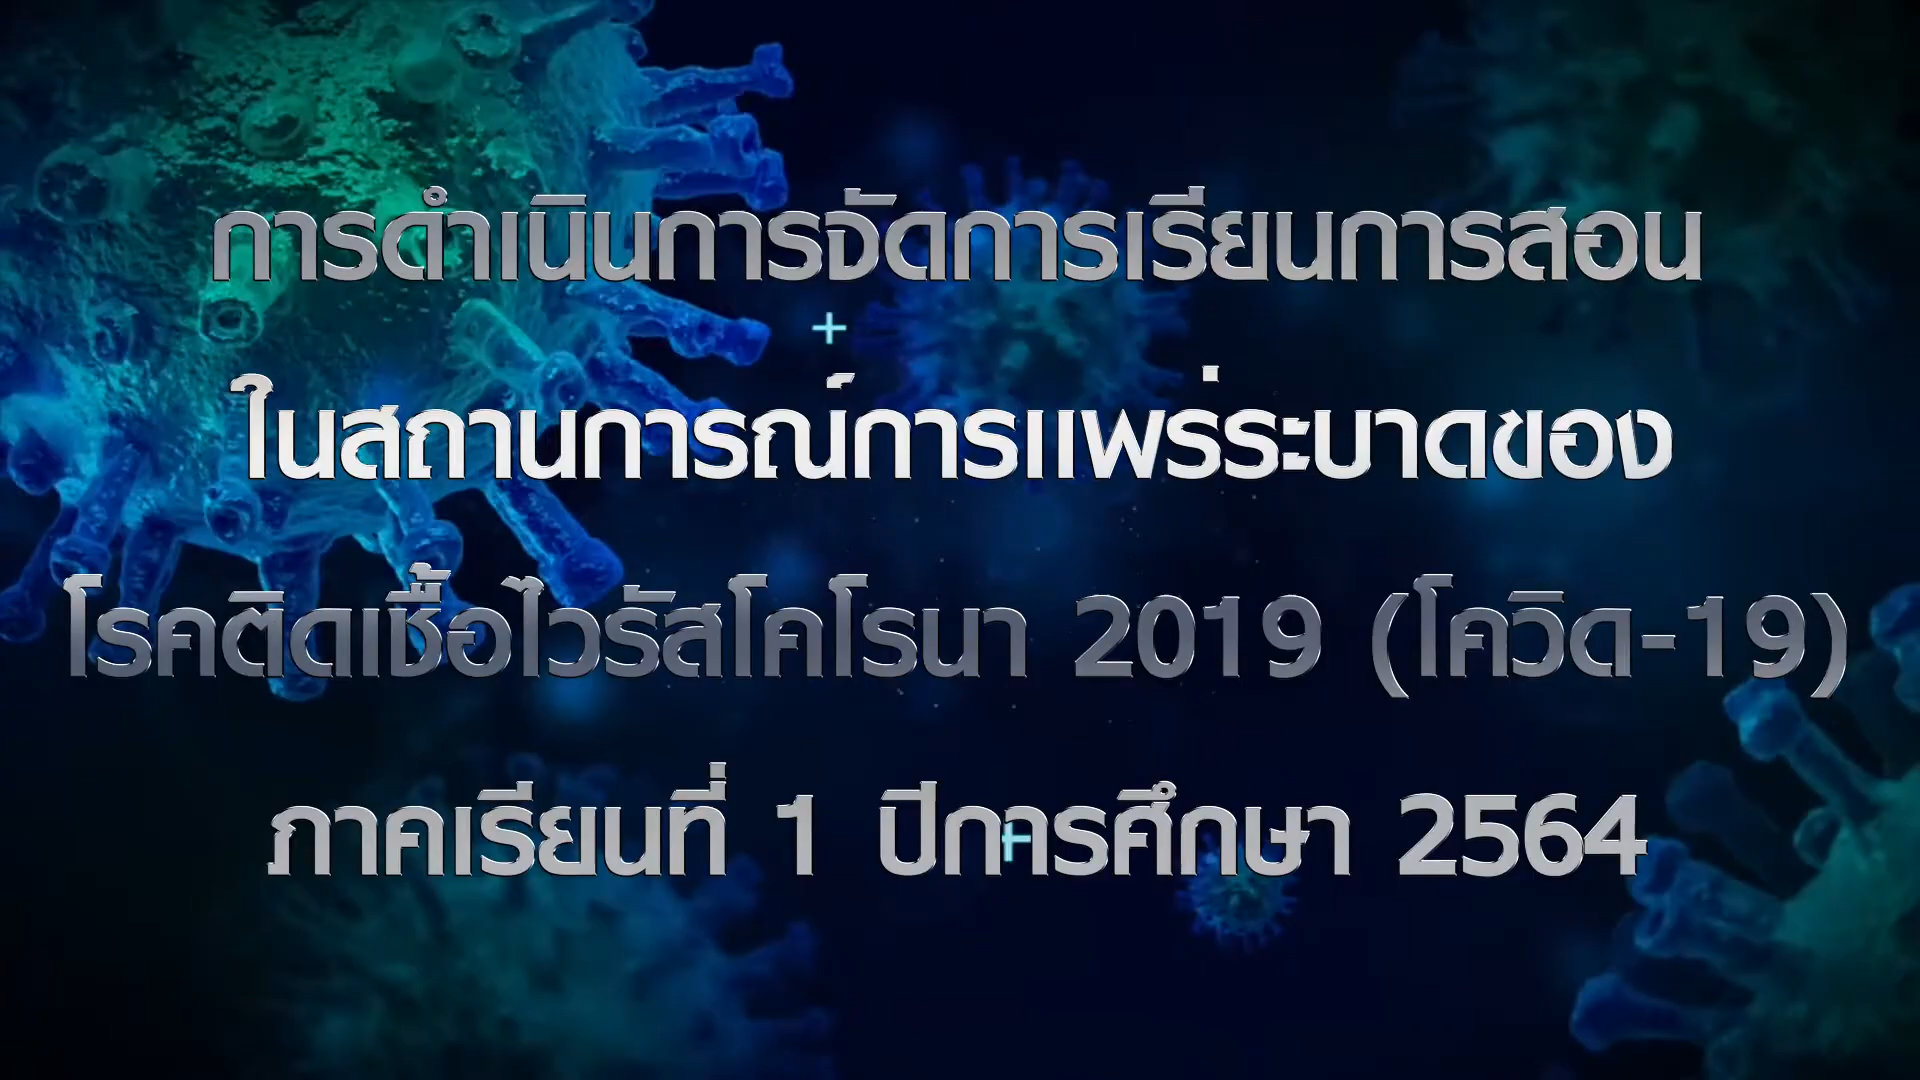 การดำเนินการจัดการเรียนการสอน
ในสถานการณ์การแพร่ระบาดของ
โรคติดเชื้อไวรัสโคโรนา 2019 (โควิด-19)
ภาคเรียนที่ 1 ปีการศึกษา 2564